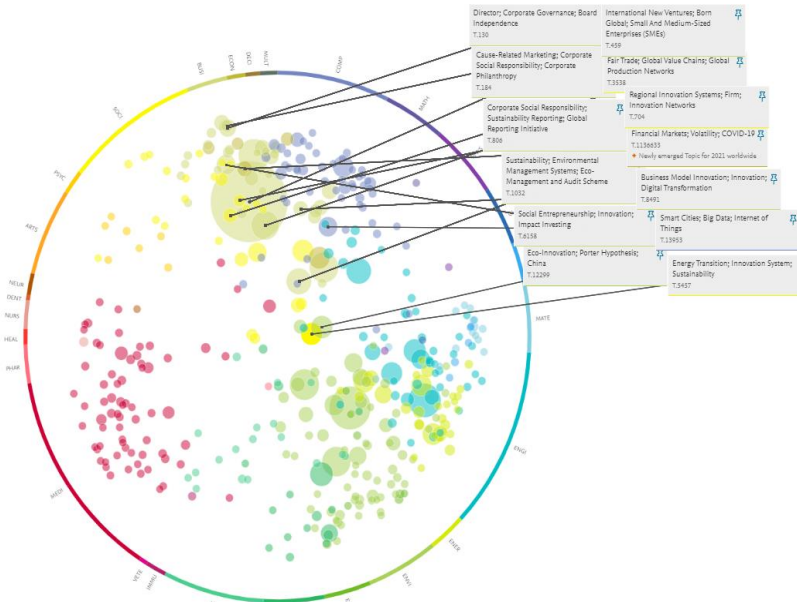 Director; Corporate Governance; Board
Independence
T.130
International New Ventures; Born
Global; Small And Medium-Sized
Enterprises (SMEs)
T.459
Cause-Related Marketing; Corporate
Social Responsibility; Corporate
Philanthropy
T.184
Fair Trade; Global Value Chains; Global
Production Networks
T.3538
Corporate Social Responsibility;
Sustainability Reporting; Global
Reporting Initiative
T.806
Regional Innovation Systems; Firm;
Innovation Networks
T.704
Financial Markets; Volatility; COVID-19
T.1136635
Newly emerged Topic for 2021 worldwide
Sustainability; Environmental
Management Systems; Eco-
Management and Audit Scheme
T.1032
Business Model Innovation; Innovation;
Digital Transformation
T.8491
Social Entrepreneurship; Innovation;
Impact Investing
T.6158
Smart Cities; Big Data; Internet of
Things
T.13953
Eco-Innovation; Porter Hypothesis;
China
T.12299
Energy Transition; Innovation System;
Sustainability
T.5457
COMP
MATH
MATE
ENGI
ENER
ENVI
IMMU
VETE
MEDI
PHAR
HEAL
NURS
DENT
NEUR
ARTS
PSYC
SOCI
BUSI
ECON
DECI
MULT